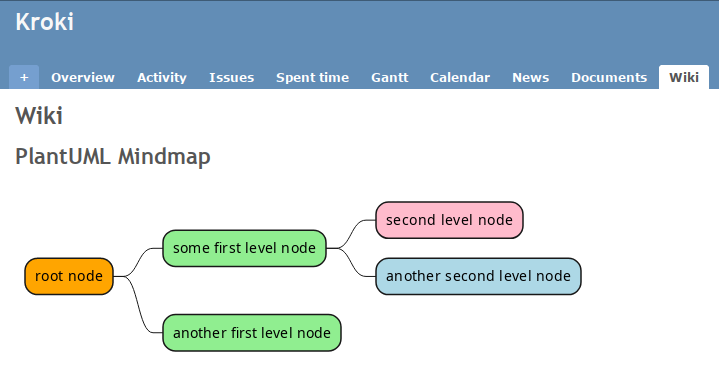 Kroki
+ Overview Activity Issues Spent time Gantt Calendar News Documents Wiki
Wiki
PlantUML Mindmap
second level node
some first level node
root node
another second level node
another first level node